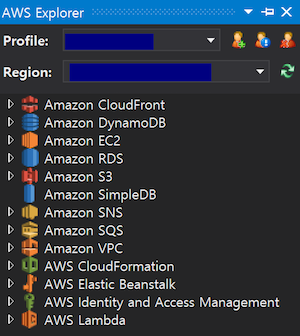 AWS Explorer
Profile:
Region:
Amazon CloudFront
Amazon DynamoDB
Amazon EC2
Amazon RDS
Amazon S3
Amazon SimpleDB
Amazon SNS
Amazon SQS
Amazon VPC
AWS CloudFormation
AWS Elastic Beanstalk
AWS Identity and Access Management
AWS Lambda